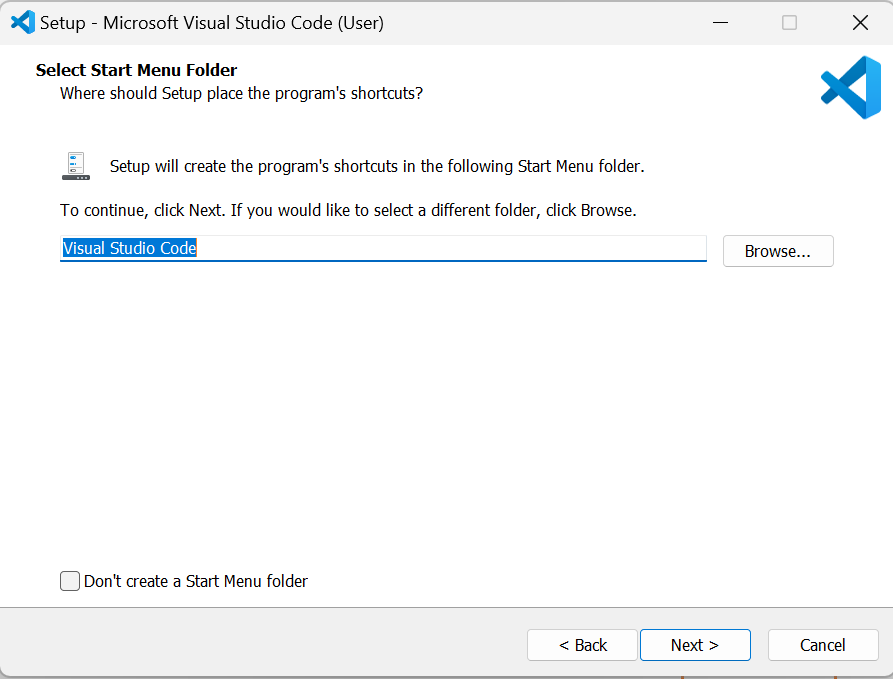 Setup - Microsoft Visual Studio Code (User)
Select Start Menu Folder
Where should Setup place the program's shortcuts?
Setup will create the program's shortcuts in the following Start Menu folder.
To continue, click Next. If you would like to select a different folder, click Browse.
Visual Studio Code
Browse...
Don't create a Start Menu folder
< Back
Next >
Cancel